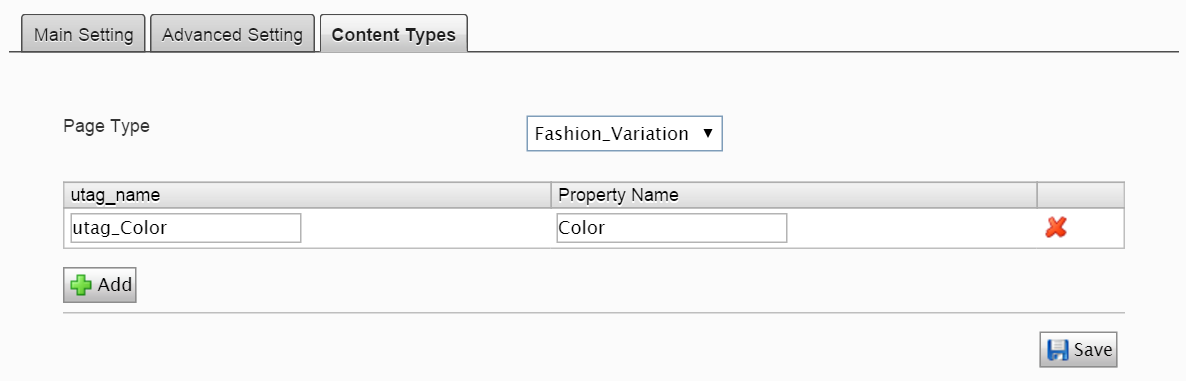 Main Setting Advanced Setting Content Types
Page Type Fashion_Variation
utag_name Property Name
utag_Color Color
Add
Save